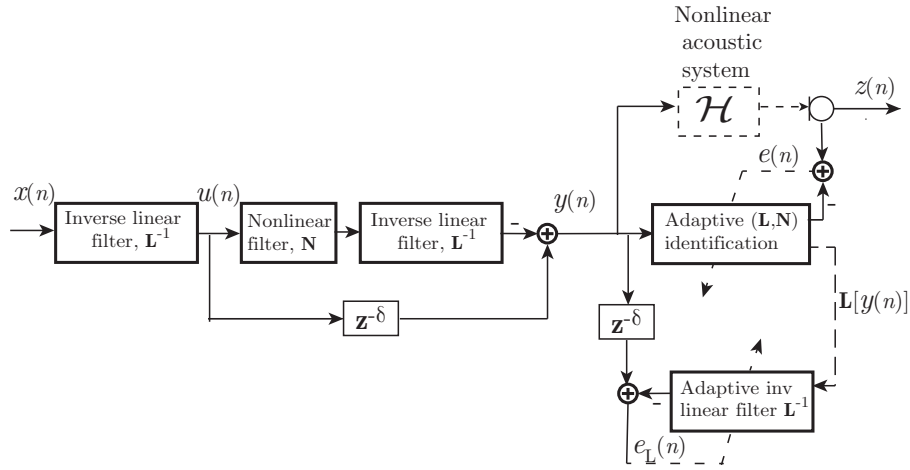 Nonlinear
acoustic
system
z(n)
H
e(n)
x(n)
u(n)
y(n)
-
-
Inverse linear
filter, L⁻¹
Nonlinear
filter, N
Inverse linear
filter, L⁻¹
+
+
Adaptive (L,N)
identification
L[y(n)]
z⁻ᵟ
z⁻ᵟ
+
-
Adaptive inv
linear filter L⁻¹
e_L(n)